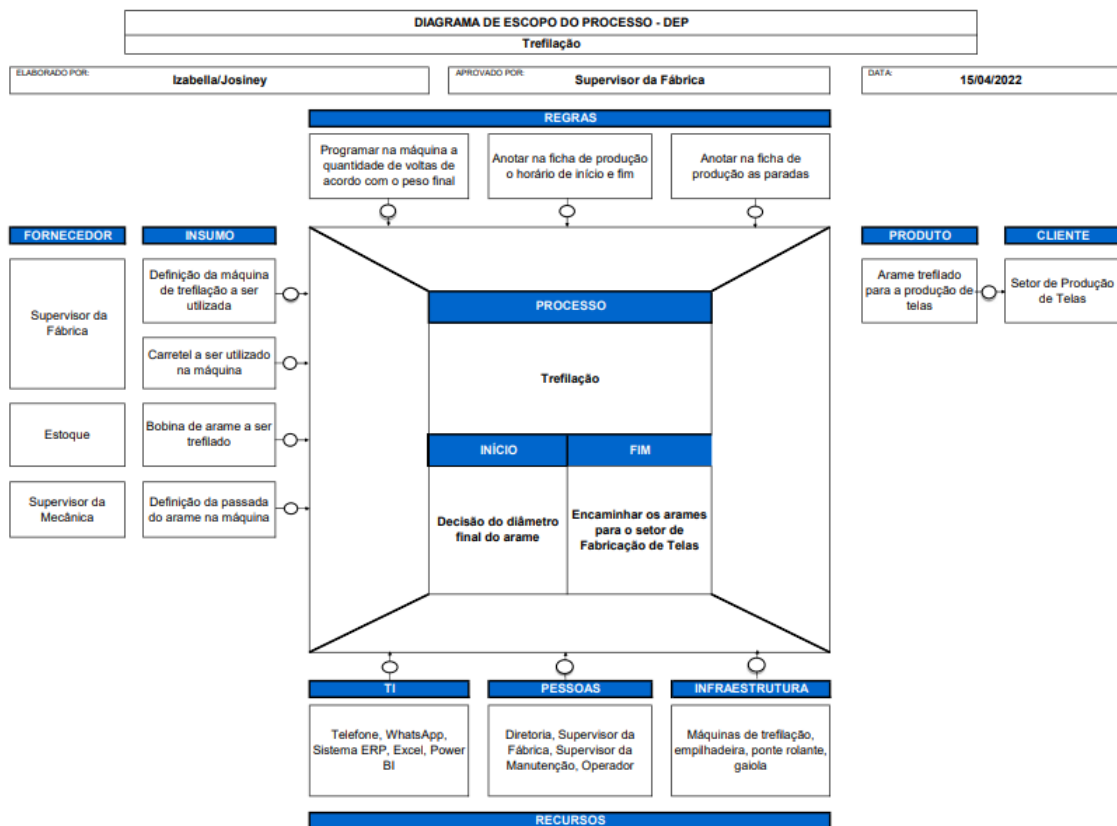 DIAGRAMA DE ESCOPO DO PROCESSO - DEP
Trefilação
ELABORADO POR:
Izabella/Josiney
APROVADO POR:
Supervisor da Fábrica
DATA:
15/04/2022
REGRAS
Programar na máquina a
quantidade de voltas de
acordo com o peso final
Anotar na ficha de produção
o horário de início e fim
Anotar na ficha de
produção as paradas
FORNECEDOR
INSUMO
Supervisor da
Fábrica
Definição da máquina
de trefilação a ser
utilizada
Carretel a ser utilizado
na máquina
Estoque
Bobina de arame a ser
trefilado
Supervisor da
Mecânica
Definição da passada
do arame na máquina
PROCESSO
Trefilação
INÍCIO
FIM
Decisão do diâmetro
final do arame
Encaminhar os arames
para o setor de
Fabricação de Telas
PRODUTO
CLIENTE
Arame trefilado
para a produção de
telas
Setor de Produção
de Telas
TI
PESSOAS
INFRAESTRUTURA
Telefone, WhatsApp,
Sistema ERP, Excel, Power
BI
Diretoria, Supervisor da
Fábrica, Supervisor da
Manutenção, Operador
Máquinas de trefilação,
empilhadeira, ponte rolante,
gaiola
RECURSOS